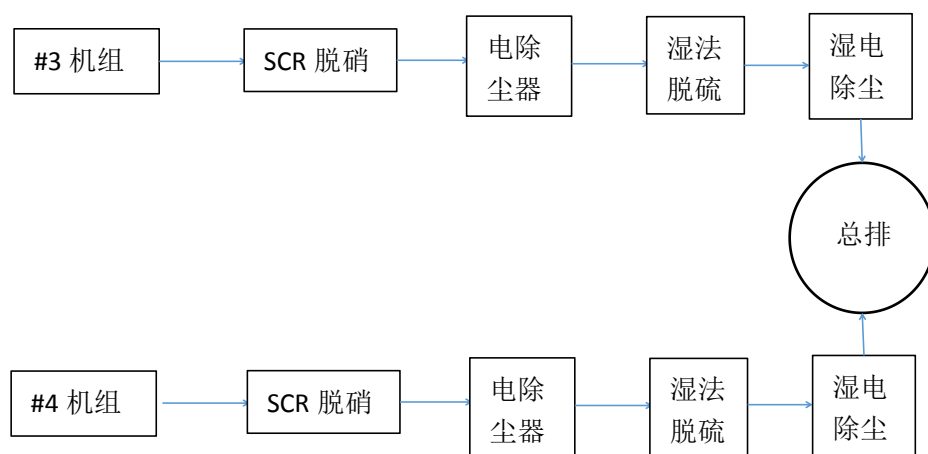 #3 机组
SCR 脱硝
电除
尘器
湿法
脱硫
湿电
除尘
总排
#4 机组
SCR 脱硝
电除
尘器
湿法
脱硫
湿电
除尘